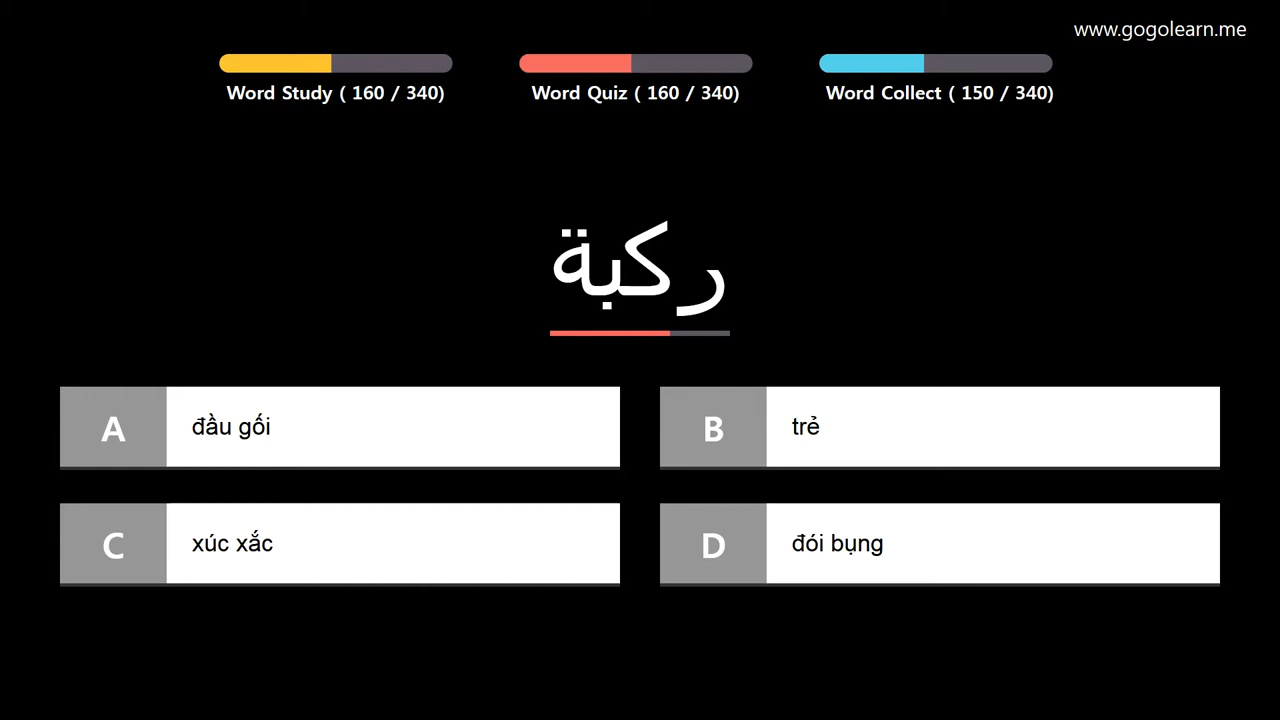 www.gogolearn.me
Word Study ( 160 / 340)
Word Quiz ( 160 / 340)
Word Collect ( 150 / 340)
ركبة
A đầu gối
B trẻ
C xúc xắc
D đói bụng